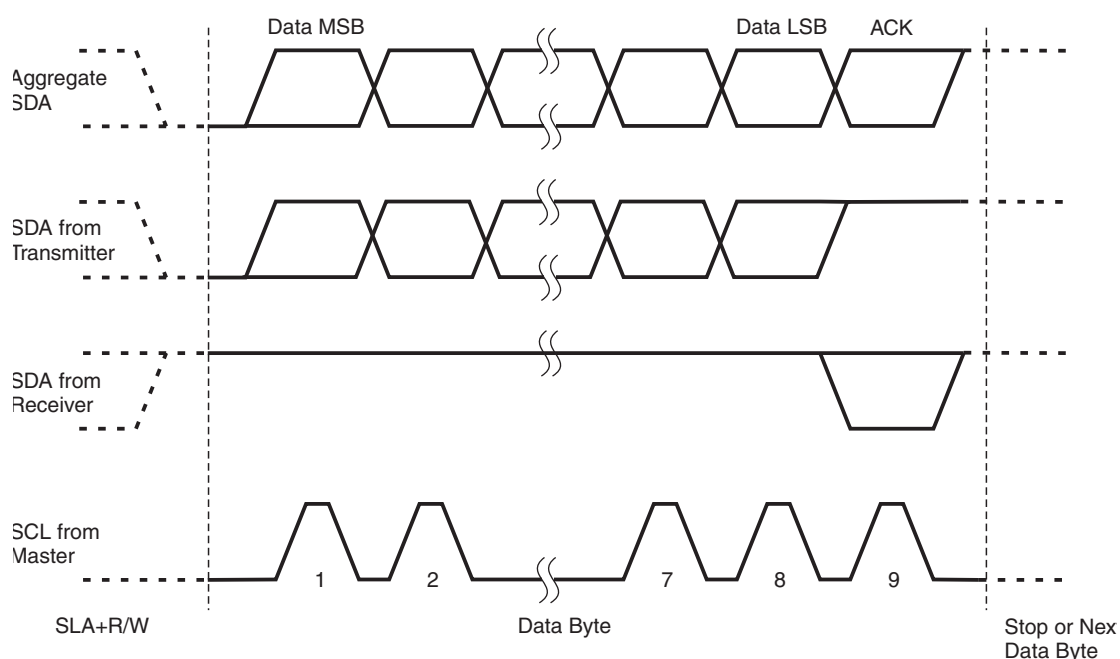 Data MSB
Data LSB
ACK
Aggregate
SDA
SDA from
Transmitter
SDA from
Receiver
SCL from
Master
1
2
7
8
9
SLA+R/W
Data Byte
Stop or Nex
Data Byte